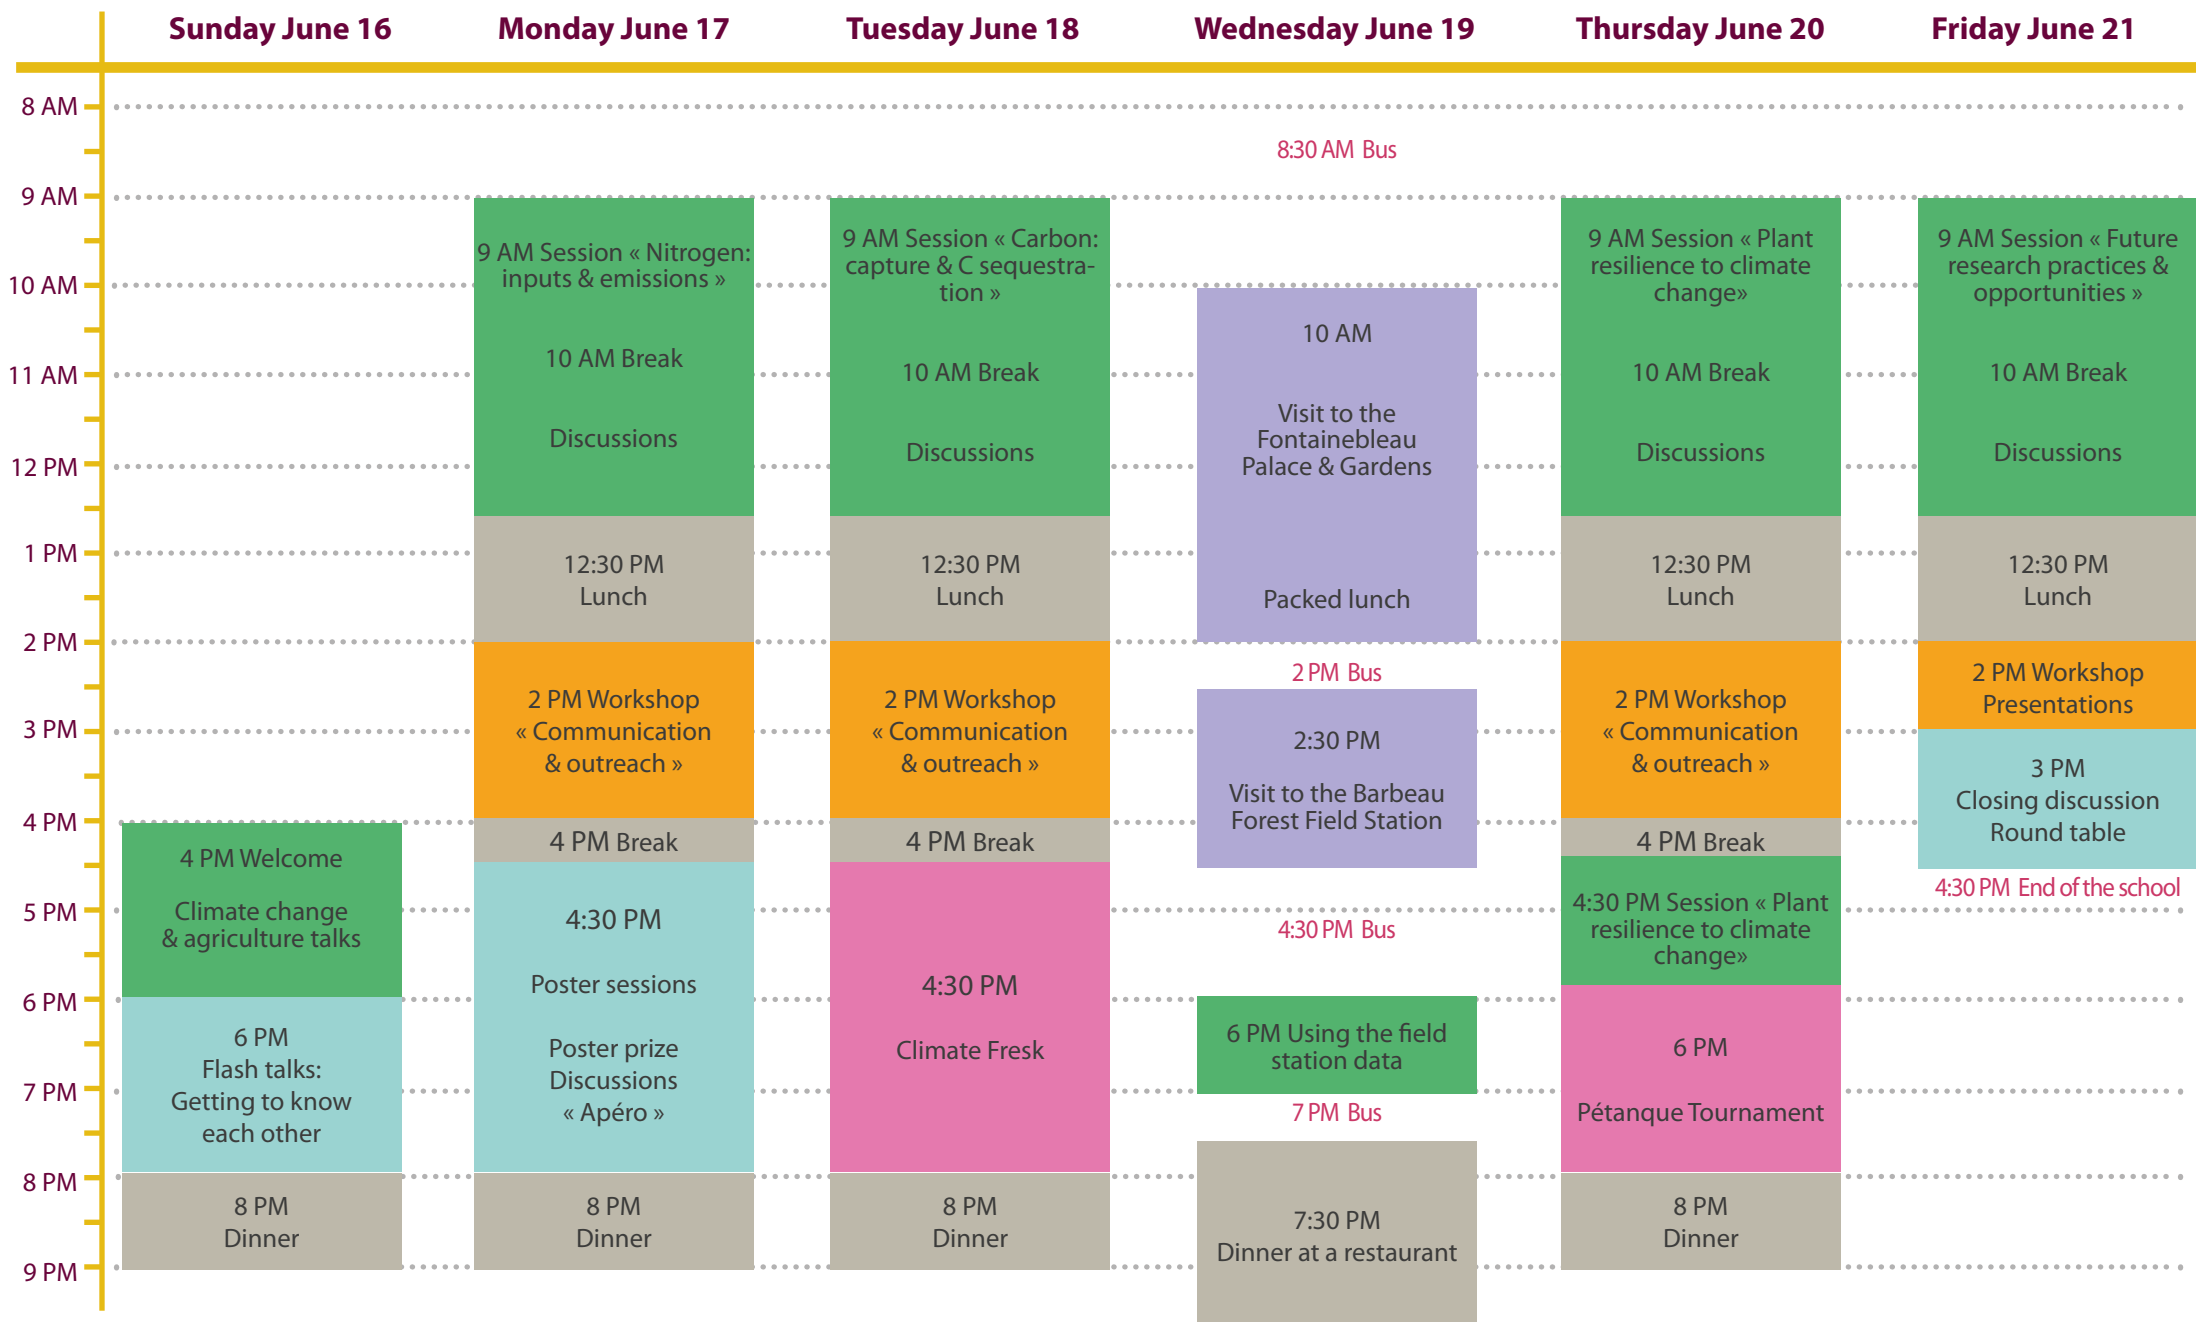 Sunday June 16
Monday June 17
Tuesday June 18
Wednesday June 19
Thursday June 20
Friday June 21
8 AM
9 AM
10 AM
11 AM
12 PM
1 PM
2 PM
3 PM
4 PM
5 PM
6 PM
7 PM
8 PM
9 PM
4 PM Welcome
Climate change
& agriculture talks
6 PM
Flash talks:
Getting to know
each other
8 PM
Dinner
9 AM Session « Nitrogen:
inputs & emissions »
10 AM Break
Discussions
12:30 PM
Lunch
2 PM Workshop
« Communication
& outreach »
4 PM Break
4:30 PM
Poster sessions
Poster prize
Discussions
« Apéro »
8 PM
Dinner
9 AM Session « Carbon:
capture & C sequestra-
tion »
10 AM Break
Discussions
12:30 PM
Lunch
2 PM Workshop
« Communication
& outreach »
4 PM Break
4:30 PM
Climate Fresk
8 PM
Dinner
8:30 AM Bus
10 AM
Visit to the
Fontainebleau
Palace & Gardens
Packed lunch
2 PM Bus
2:30 PM
Visit to the Barbeau
Forest Field Station
4:30 PM Bus
6 PM Using the field
station data
7 PM Bus
7:30 PM
Dinner at a restaurant
9 AM Session « Plant
resilience to climate
change»
10 AM Break
Discussions
12:30 PM
Lunch
2 PM Workshop
« Communication
& outreach »
4 PM Break
4:30 PM Session « Plant
resilience to climate
change»
6 PM
Pétanque Tournament
8 PM
Dinner
9 AM Session « Future
research practices &
opportunities »
10 AM Break
Discussions
12:30 PM
Lunch
2 PM Workshop
Presentations
3 PM
Closing discussion
Round table
4:30 PM End of the school